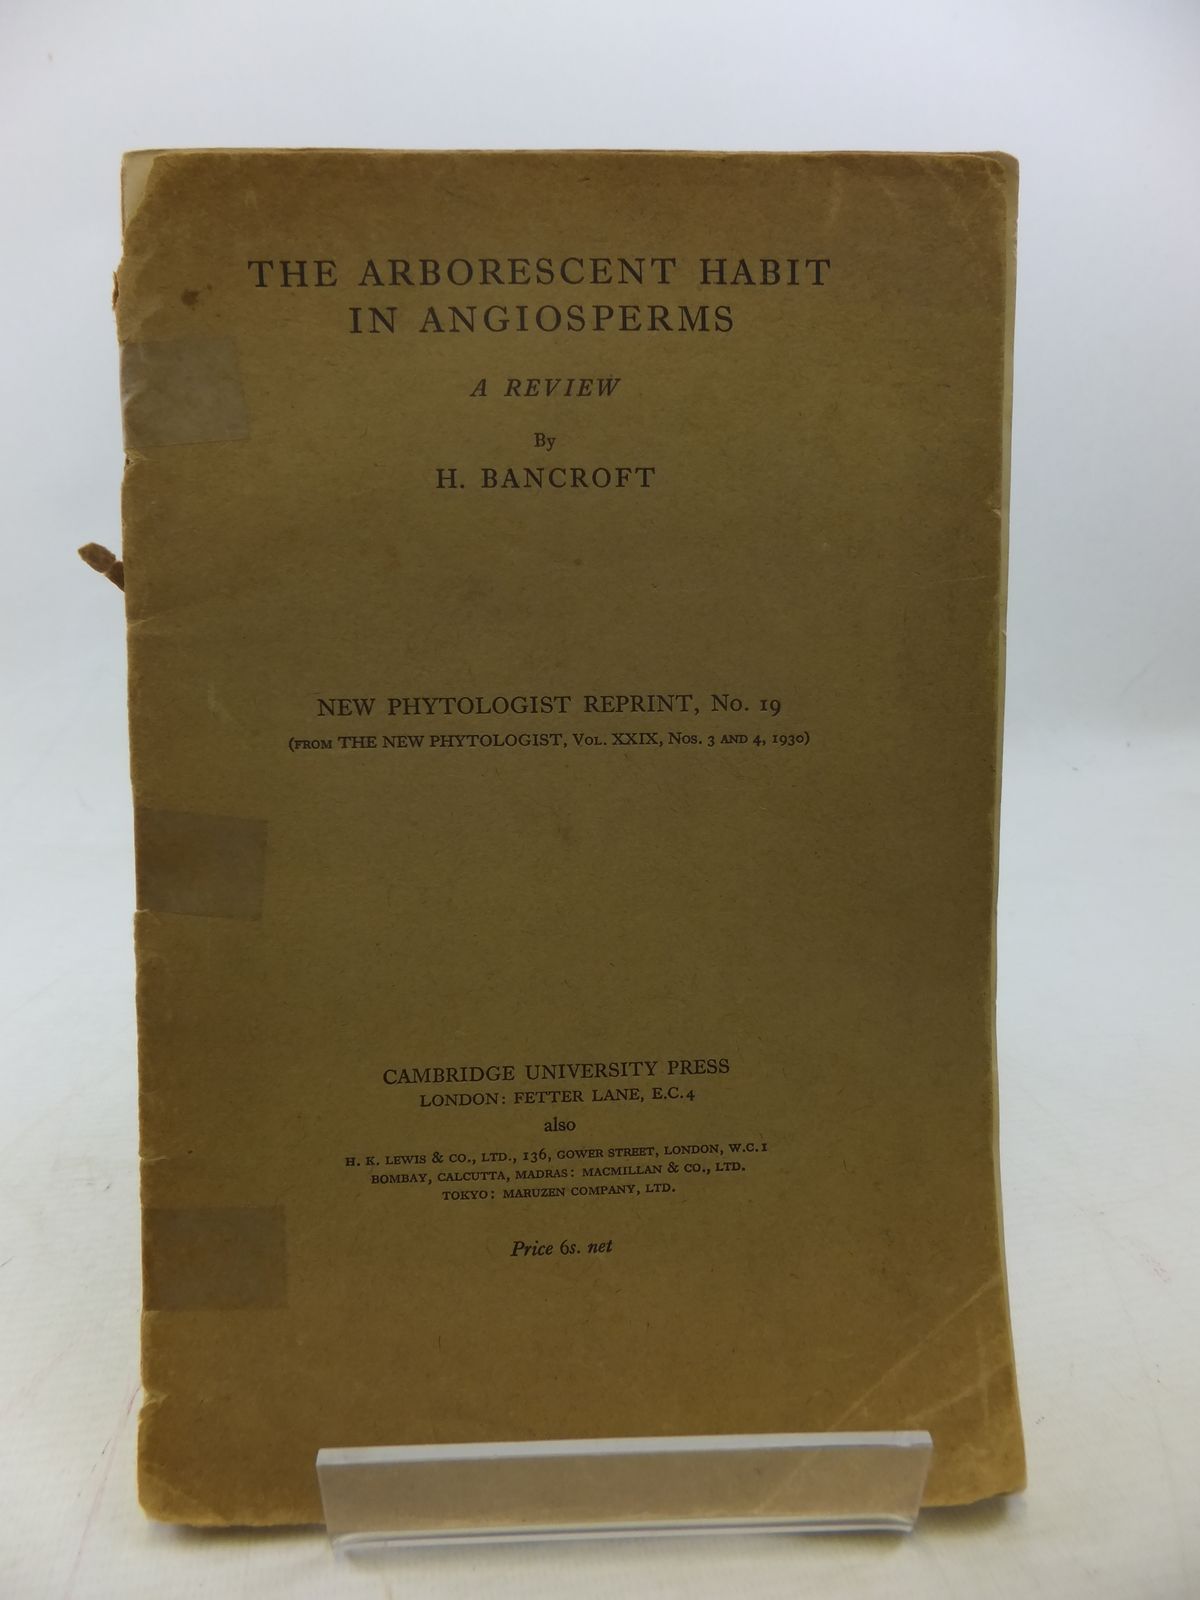 THE ARBORESCENT HABIT
IN ANGIOSPERMS
A REVIEW
By
H. BANCROFT
NEW PHYTOLOGIST REPRINT, No. 19
(FROM THE NEW PHYTOLOGIST, Vol. XXIX, Nos. 3 AND 4, 1930)
CAMBRIDGE UNIVERSITY PRESS
LONDON: FETTER LANE, E.C.4
also
H. K. LEWIS & CO., LTD., 136, GOWER STREET, LONDON, W.C.1
BOMBAY, CALCUTTA, MADRAS: MACMILLAN & CO., LTD.
TOKYO: MARUZEN COMPANY, LTD.
Price 6s. net